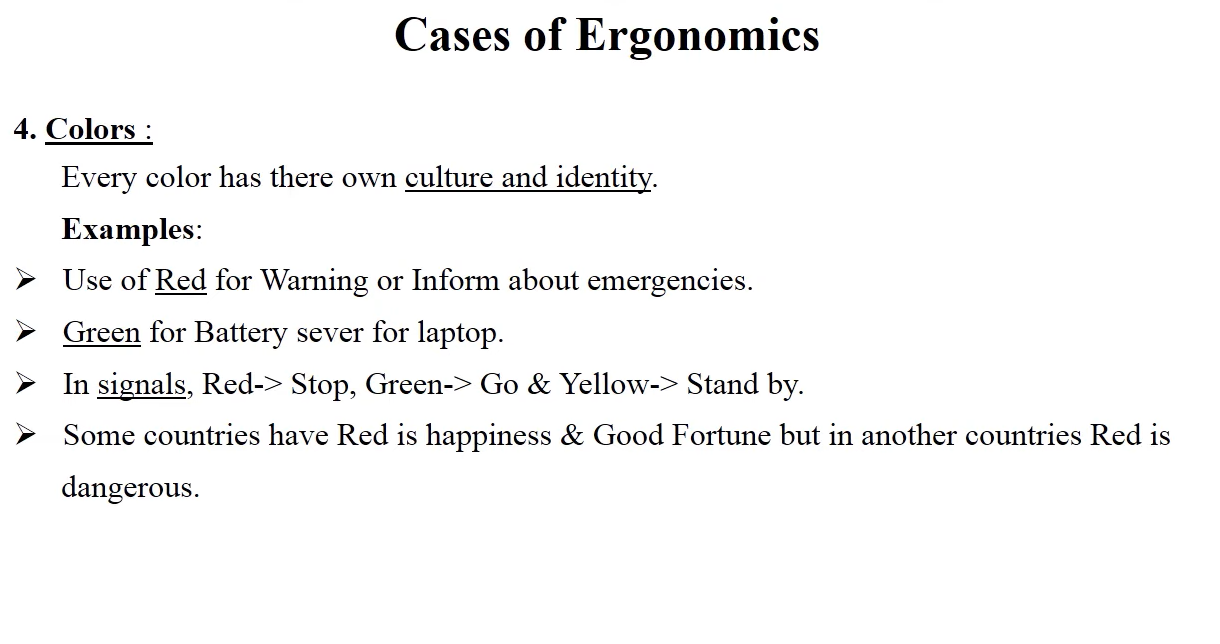 Cases of Ergonomics
4. Colors :
Every color has there own culture and identity.
Examples:
➢ Use of Red for Warning or Inform about emergencies.
➢ Green for Battery sever for laptop.
➢ In signals, Red-> Stop, Green-> Go & Yellow-> Stand by.
➢ Some countries have Red is happiness & Good Fortune but in another countries Red is
dangerous.